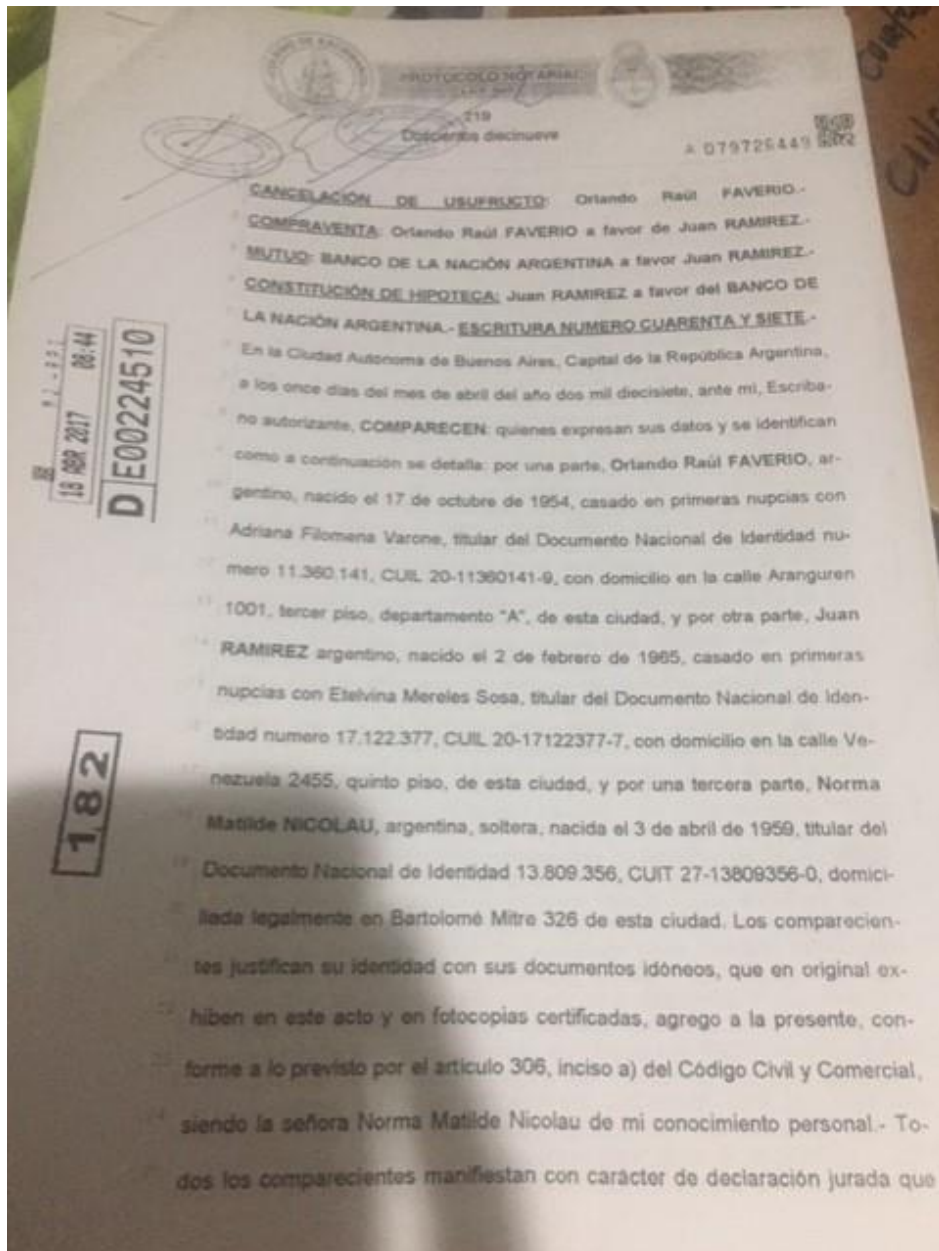 PROTOCOLO NOTARIAL
219
Doscientos diecinueve
A 079726449
CANCELACIÓN DE USUFRUCTO: Orlando Raúl FAVERIO.-
COMPRAVENTA: Orlando Raúl FAVERIO a favor de Juan RAMIREZ.-
MUTUO: BANCO DE LA NACIÓN ARGENTINA a favor Juan RAMIREZ.-
CONSTITUCIÓN DE HIPOTECA: Juan RAMIREZ a favor del BANCO DE
LA NACIÓN ARGENTINA.- ESCRITURA NUMERO CUARENTA Y SIETE.-
En la Ciudad Autónoma de Buenos Aires, Capital de la República Argentina,
a los once días del mes de abril del año dos mil diecisiete, ante mi, Escriba-
no autorizante, COMPARECEN: quienes expresan sus datos y se identifican
como a continuación se detalla: por una parte, Orlando Raúl FAVERIO, ar-
gentino, nacido el 17 de octubre de 1954, casado en primeras nupcias con
Adriana Filomena Varone, titular del Documento Nacional de Identidad nu-
mero 11.360.141, CUIL 20-11360141-9, con domicilio en la calle Aranguren
1001, tercer piso, departamento "A", de esta ciudad, y por otra parte, Juan
RAMIREZ argentino, nacido el 2 de febrero de 1965, casado en primeras
nupcias con Etelvina Mereles Sosa, titular del Documento Nacional de Iden-
tidad numero 17.122.377, CUIL 20-17122377-7, con domicilio en la calle Ve-
nezuela 2455, quinto piso, de esta ciudad, y por una tercera parte, Norma
Matilde NICOLAU, argentina, soltera, nacida el 3 de abril de 1959, titular del
Documento Nacional de Identidad 13.809.356, CUIT 27-13809356-0, domici-
liada legalmente en Bartolomé Mitre 326 de esta ciudad. Los comparecien-
tes justifican su identidad con sus documentos idóneos, que en original ex-
hiben en este acto y en fotocopias certificadas, agrego a la presente, con-
forme a lo previsto por el artículo 306, inciso a) del Código Civil y Comercial,
siendo la señora Norma Matilde Nicolau de mi conocimiento personal.- To-
dos los comparecientes manifiestan con carácter de declaración jurada que
18 ABR 2017 08:44
D E00224510
182